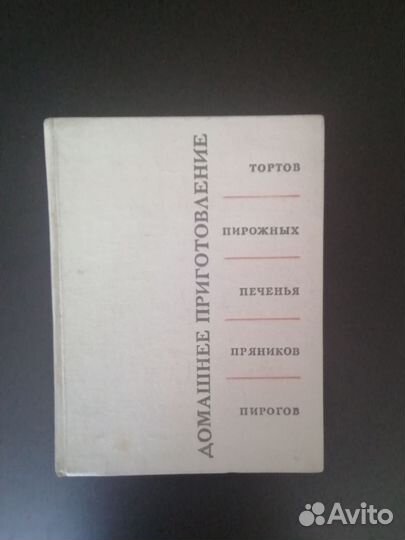 ДОМАШНЕЕ ПРИГОТОВЛЕНИЕ
ТОРТОВ
ПИРОЖНЫХ
ПЕЧЕНЬЯ
ПРЯНИКОВ
ПИРОГОВ
Avito